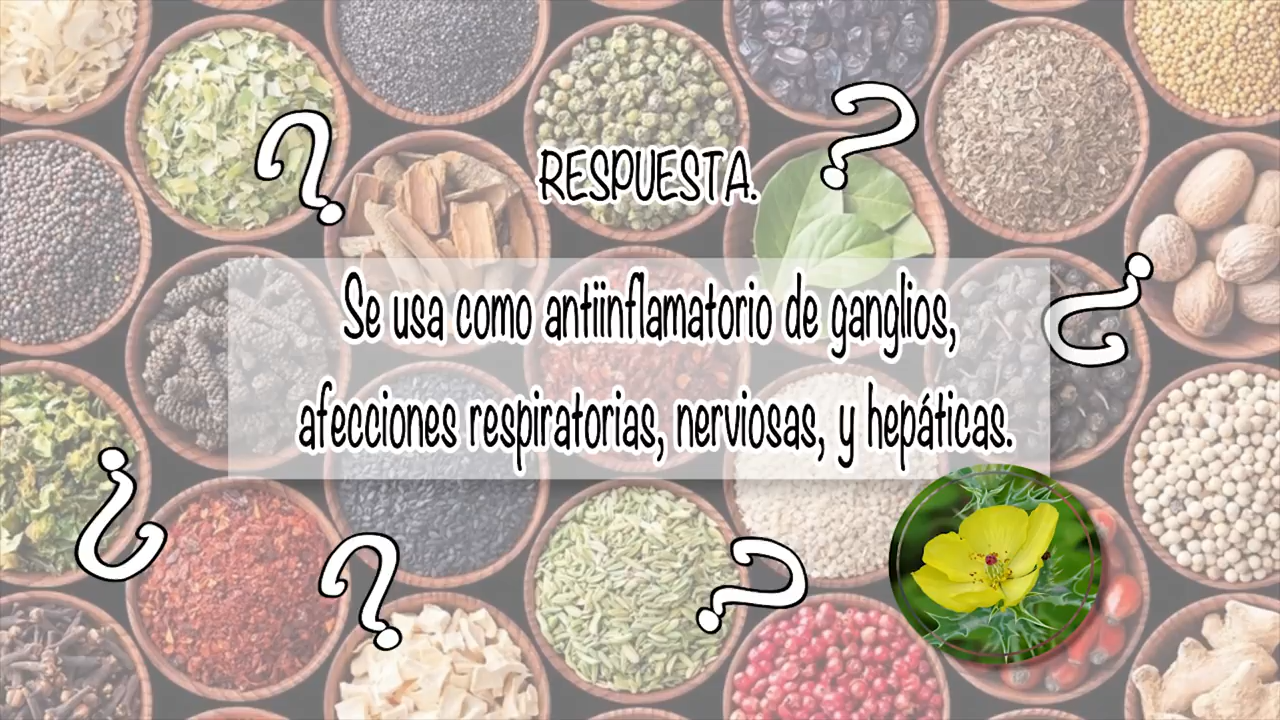 RESPUESTA.
Se usa como antiinflamatorio de ganglios,
afecciones respiratorias, nerviosas, y hepáticas.